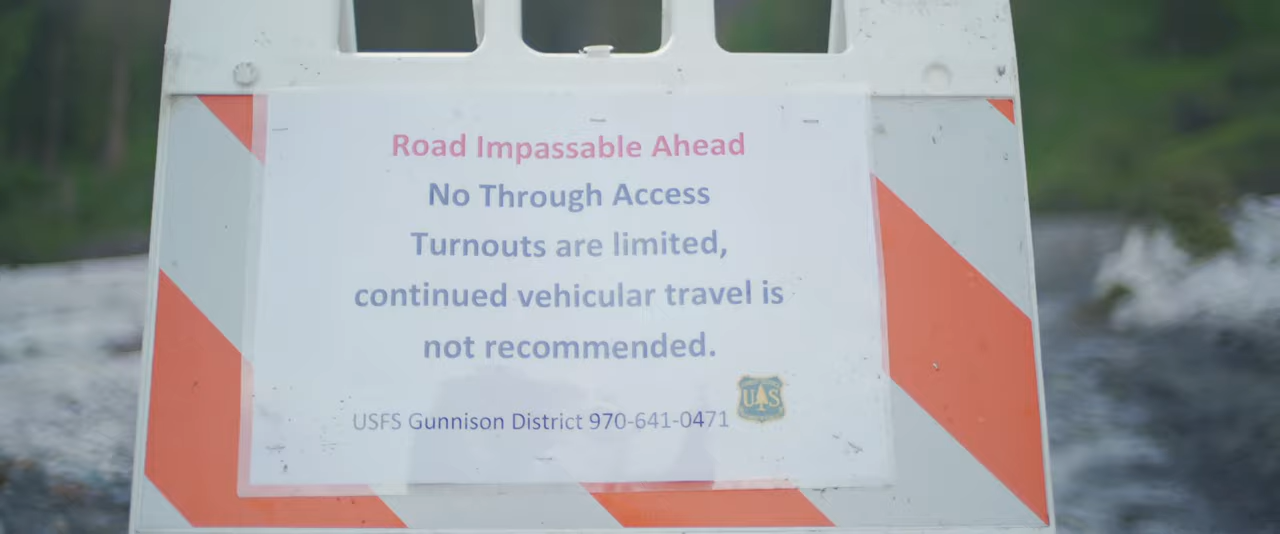 Road Impassable Ahead
No Through Access
Turnouts are limited,
continued vehicular travel is
not recommended.
USFS Gunnison District 970-641-0471
U S